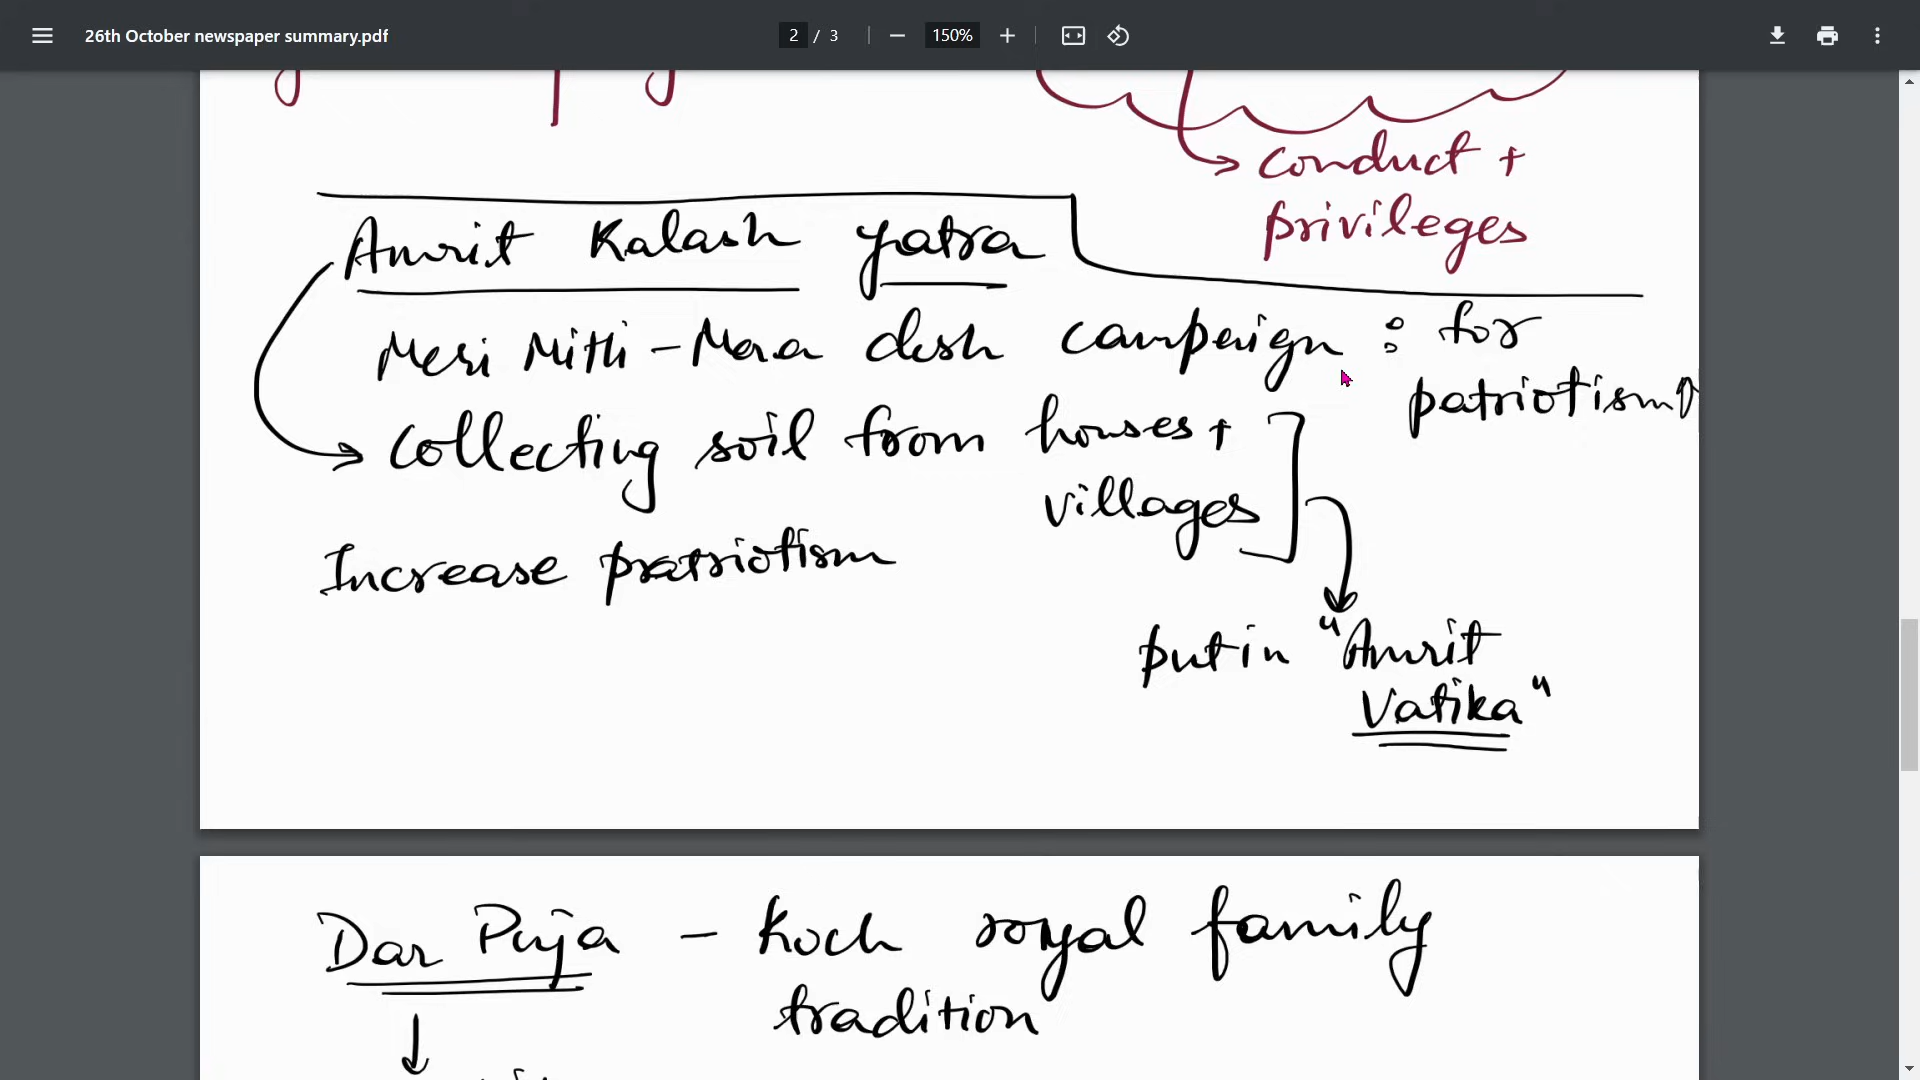 26th October newspaper summary.pdf
2 / 3
150%
conduct +
privileges
Amrit Kalash Yatra
Meri Mitti - Mera desh campaign : for
patriotism
Collecting soil from houses +
villages
Increase patriotism
put in "Amrit
Vatika"
Dar Puja - Koch royal family
tradition